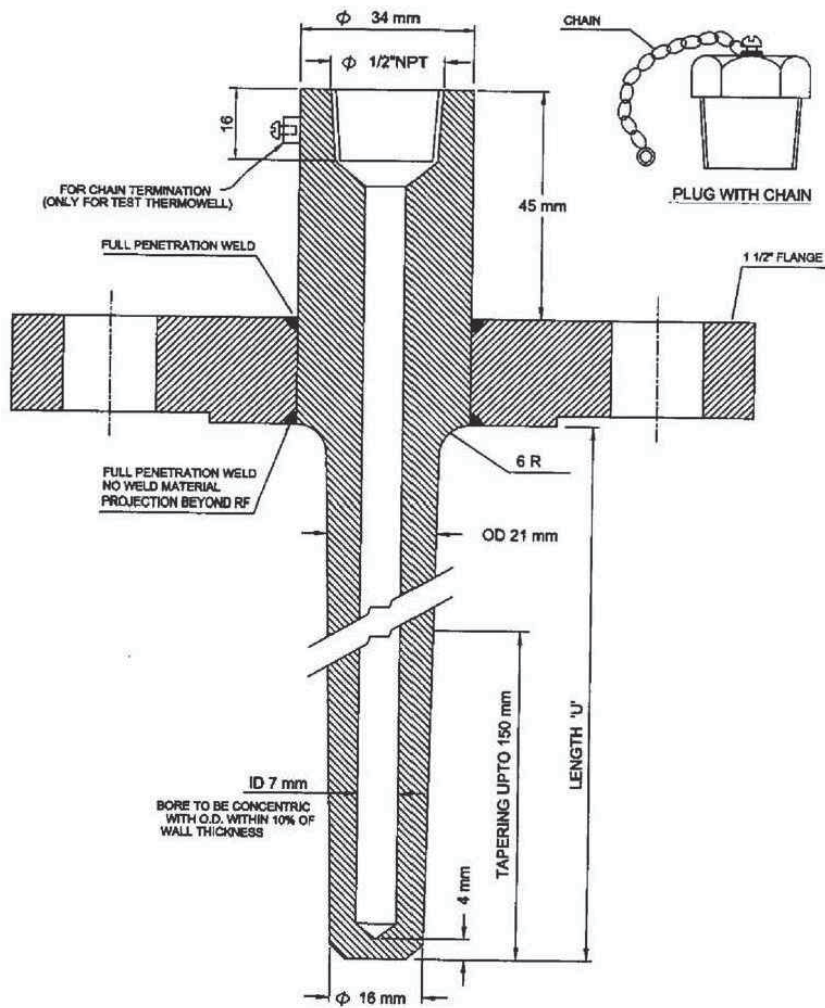 ϕ 34 mm
CHAIN
ϕ 1/2"NPT
16
FOR CHAIN TERMINATION
(ONLY FOR TEST THERMOWELL)
45 mm
PLUG WITH CHAIN
FULL PENETRATION WELD
1 1/2" FLANGE
FULL PENETRATION WELD
NO WELD MATERIAL
PROJECTION BEYOND RF
6 R
OD 21 mm
TAPERING UPTO 150 mm
LENGTH 'U'
ID 7 mm
BORE TO BE CONCENTRIC
WITH O.D. WITHIN 10% OF
WALL THICKNESS
4 mm
ϕ 16 mm